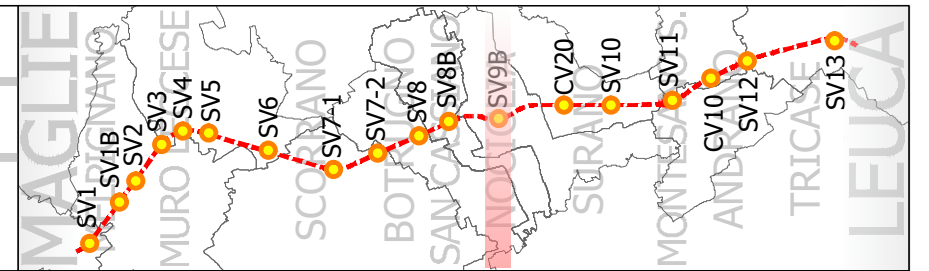 MAGLIE
MELPIGNANO
MURO LECCESE
SCORRANO
BOTRUGNO
SAN CASSIANO
NOCIGLIA
SURANO
MONTESANO S.
ANDRANO
TRICASE
LEUCA
SV1
SV1B
SV2
SV3
SV4
SV5
SV6
SV7-1
SV7-2
SV8
SV8B
SV9B
CV20
SV10
SV11
CV10
SV12
SV13